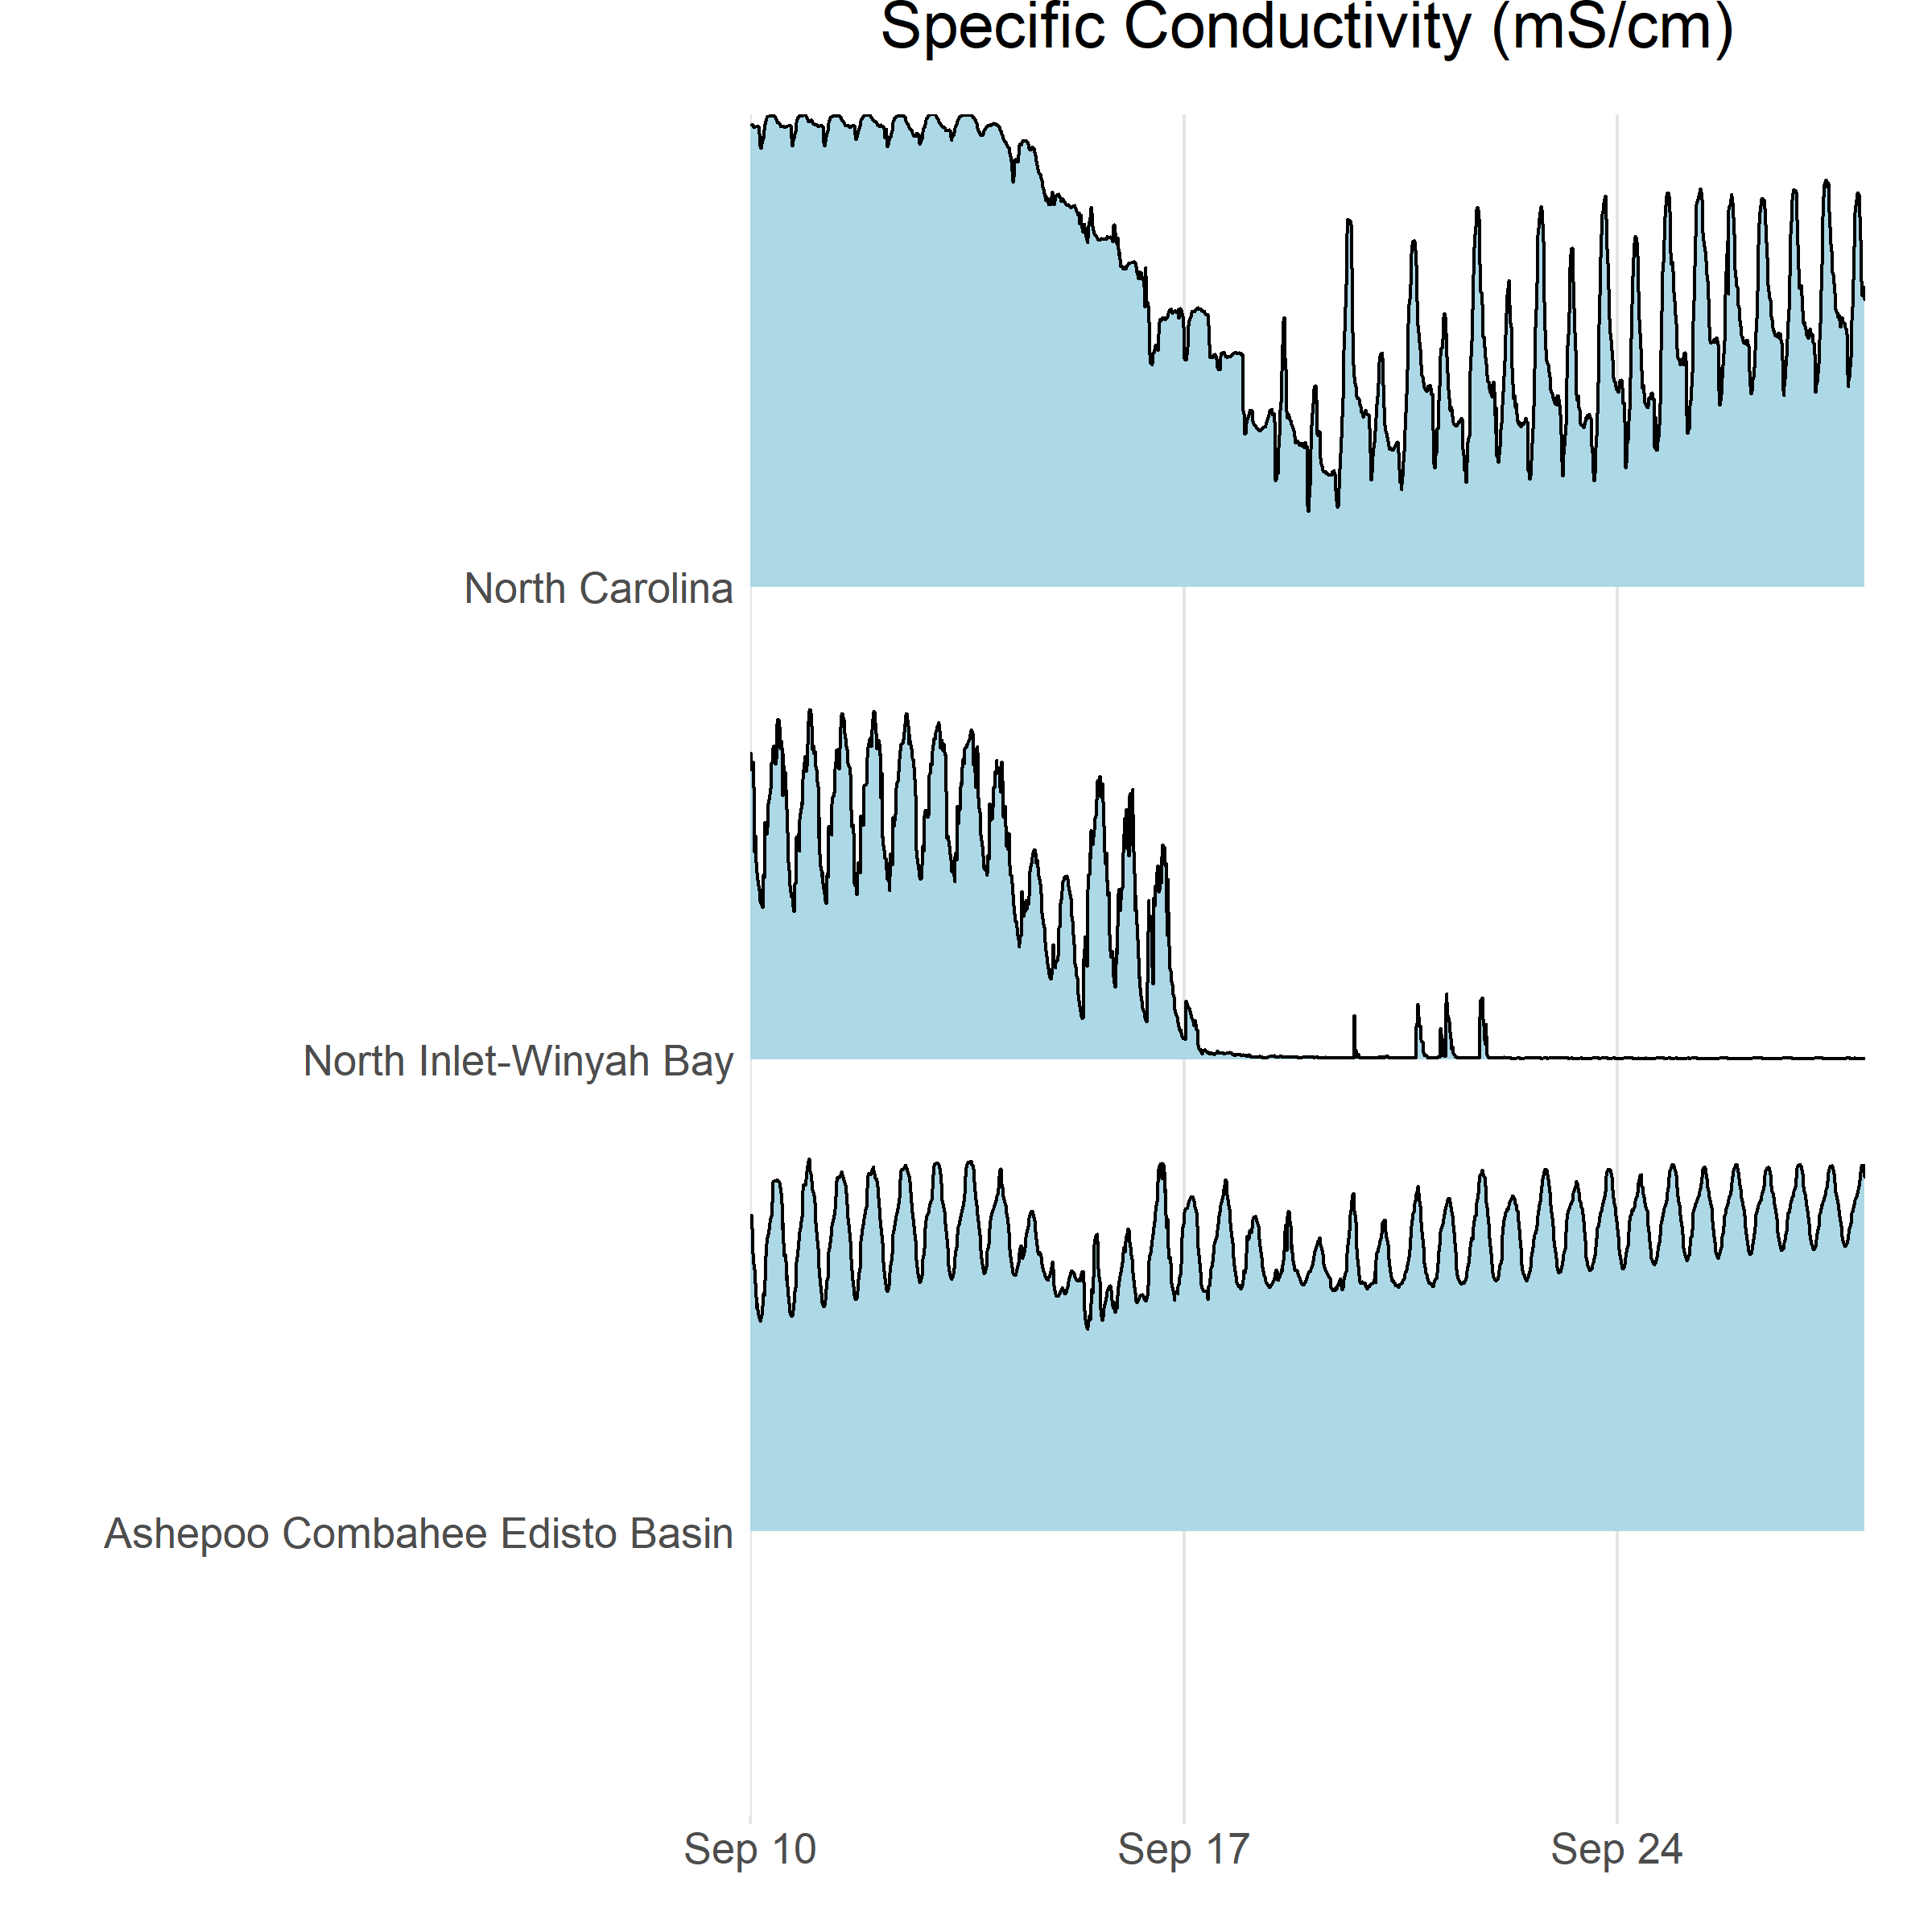 Specific Conductivity (mS/cm)
North Carolina
North Inlet-Winyah Bay
Ashepoo Combahee Edisto Basin
Sep 10 Sep 17 Sep 24